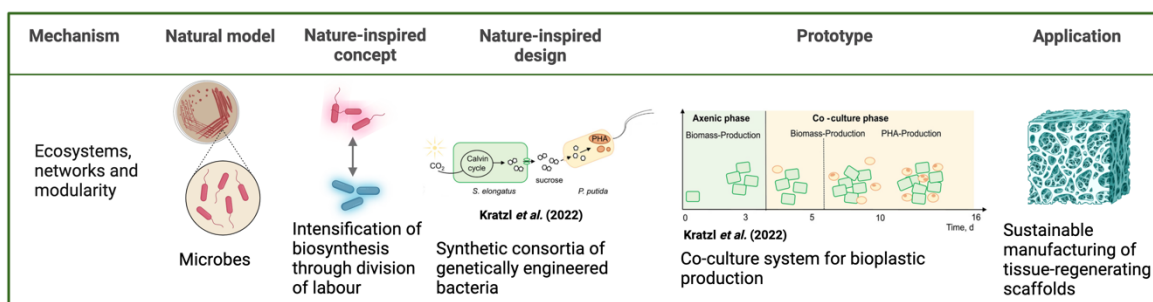 Mechanism
Natural model
Nature-inspired
concept
Nature-inspired
design
Prototype
Application
Ecosystems,
networks and
modularity
Microbes
Intensification of
biosynthesis
through division
of labour
CO2
Calvin
cycle
S. elongatus
sucrose
PHA
P. putida
Kratzl et al. (2022)
Synthetic consortia of
genetically engineered
bacteria
Axenic phase
Biomass-Production
Co-culture phase
Biomass-Production
PHA-Production
0
3
5
10
16
Time, d
Kratzl et al. (2022)
Co-culture system for bioplastic
production
Sustainable
manufacturing of
tissue-regenerating
scaffolds